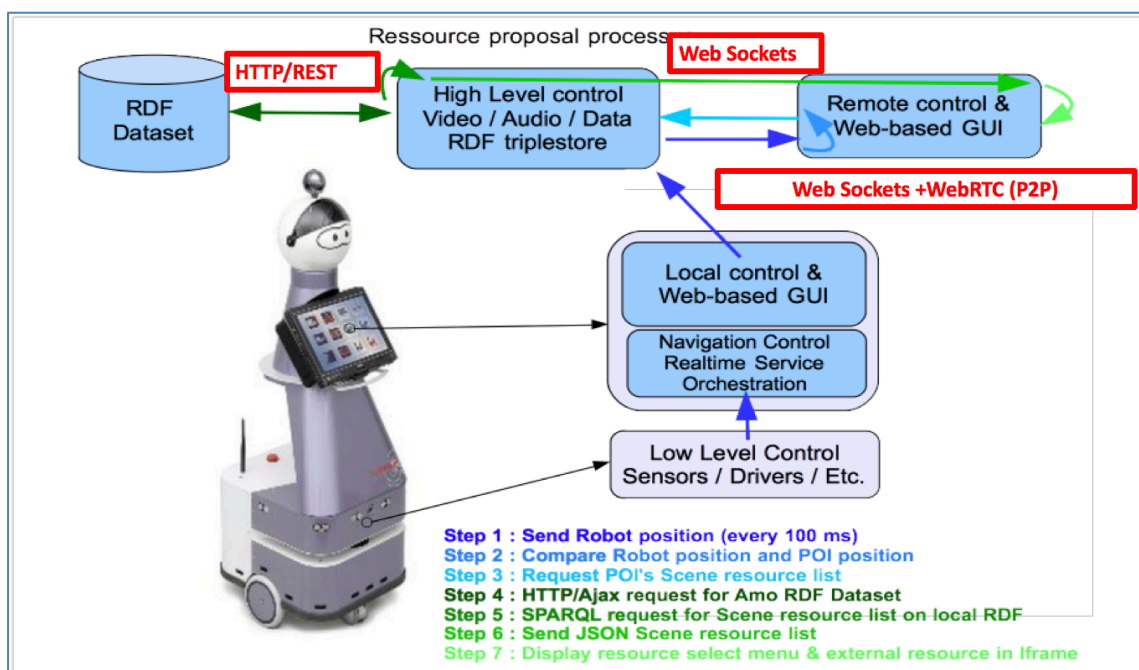 Ressource proposal proces
HTTP/REST
Web Sockets
RDF
Dataset
High Level control
Video / Audio / Data
RDF triplestore
Remote control &
Web-based GUI
Web Sockets +WebRTC (P2P)
Local control &
Web-based GUI
Navigation Control
Realtime Service
Orchestration
Low Level Control
Sensors / Drivers / Etc.
Step 1 : Send Robot position (every 100 ms)
Step 2 : Compare Robot position and POI position
Step 3 : Request POI's Scene resource list
Step 4 : HTTP/Ajax request for Amo RDF Dataset
Step 5 : SPARQL request for Scene resource list on local RDF
Step 6 : Send JSON Scene resource list
Step 7 : Display resource select menu & external resource in Iframe